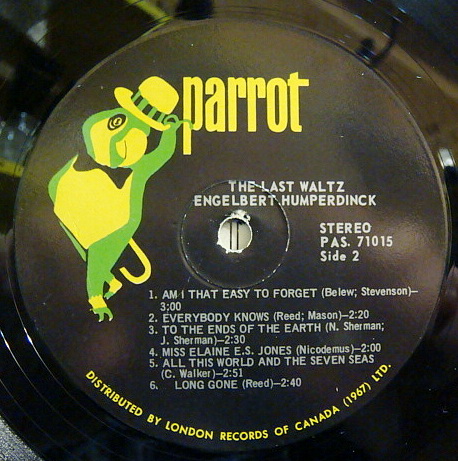 parrot
THE LAST WALTZ
ENGELBERT HUMPERDINCK
STEREO
PAS. 71015
Side 2
1. AM I THAT EASY TO FORGET (Belew; Stevenson)–
3:00
2. EVERYBODY KNOWS (Reed; Mason)–2:20
3. TO THE ENDS OF THE EARTH (N. Sherman;
J. Sherman)–2:30
4. MISS ELAINE E.S. JONES (Nicodemus)–2:00
5. ALL THIS WORLD AND THE SEVEN SEAS
(C. Walker)–2:51
6. LONG GONE (Reed)–2:40
DISTRIBUTED BY LONDON RECORDS OF CANADA (1967) LTD.